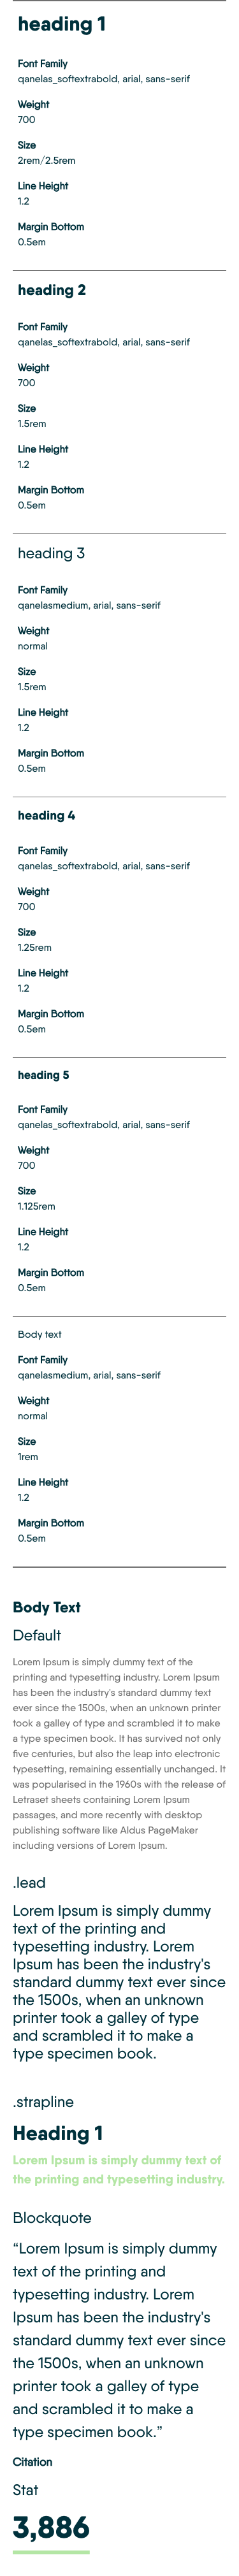 heading 1
Font Family
qanelas_softextrabold, arial, sans-serif
Weight
700
Size
2rem/2.5rem
Line Height
1.2
Margin Bottom
0.5em
heading 2
Font Family
qanelas_softextrabold, arial, sans-serif
Weight
700
Size
1.5rem
Line Height
1.2
Margin Bottom
0.5em
heading 3
Font Family
qanelasmedium, arial, sans-serif
Weight
normal
Size
1.5rem
Line Height
1.2
Margin Bottom
0.5em
heading 4
Font Family
qanelas_softextrabold, arial, sans-serif
Weight
700
Size
1.25rem
Line Height
1.2
Margin Bottom
0.5em
heading 5
Font Family
qanelas_softextrabold, arial, sans-serif
Weight
700
Size
1.125rem
Line Height
1.2
Margin Bottom
0.5em
Body text
Font Family
qanelasmedium, arial, sans-serif
Weight
normal
Size
1rem
Line Height
1.2
Margin Bottom
0.5em
Body Text
Default
Lorem Ipsum is simply dummy text of the
printing and typesetting industry. Lorem Ipsum
has been the industry's standard dummy text
ever since the 1500s, when an unknown printer
took a galley of type and scrambled it to make
a type specimen book. It has survived not only
five centuries, but also the leap into electronic
typesetting, remaining essentially unchanged. It
was popularised in the 1960s with the release of
Letraset sheets containing Lorem Ipsum
passages, and more recently with desktop
publishing software like Aldus PageMaker
including versions of Lorem Ipsum.
.lead
Lorem Ipsum is simply dummy
text of the printing and
typesetting industry. Lorem
Ipsum has been the industry's
standard dummy text ever since
the 1500s, when an unknown
printer took a galley of type
and scrambled it to make a
type specimen book.
.strapline
Heading 1
Lorem Ipsum is simply dummy text of
the printing and typesetting industry.
Blockquote
“Lorem Ipsum is simply dummy
text of the printing and
typesetting industry. Lorem
Ipsum has been the industry's
standard dummy text ever since
the 1500s, when an unknown
printer took a galley of type
and scrambled it to make a
type specimen book.”
Citation
Stat
3,886